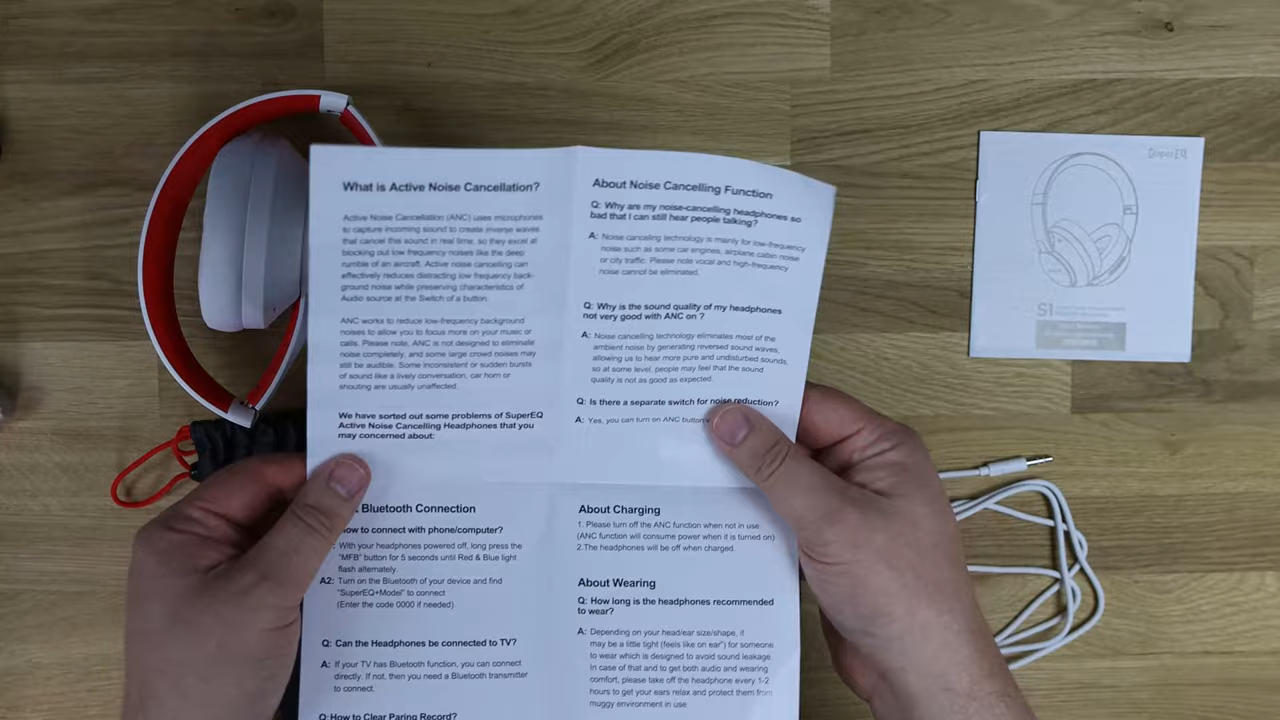 What is Active Noise Cancellation?
Active Noise Cancellation (ANC) uses microphones
to capture incoming sound to create inverse waves
that cancel this sound in real time, so they excel at
blocking out low frequency noises like the deep
rumble of an aircraft. Active noise cancelling can
effectively reduces distracting low frequency back-
ground noise while preserving characteristics of
Audio source at the Switch of a button.
ANC works to reduce low-frequency background
noises to allow you to focus more on your music or
calls. Please note, ANC is not designed to eliminate
noise completely, and some large crowd noises may
still be audible. Some inconsistent or sudden bursts
of sound like a lively conversation, car horn or
shouting are usually unaffected.
We have sorted out some problems of SuperEQ
Active Noise Cancelling Headphones that you
may concerned about:
About Noise Cancelling Function
Q: Why are my noise-cancelling headphones so
bad that I can still hear people talking?
A: Noise canceling technology is mainly for low-frequency
noise such as some car engines, airplane cabin noise
or city traffic. Please note vocal and high-frequency
noise cannot be eliminated.
Q: Why is the sound quality of my headphones
not very good with ANC on ?
A: Noise cancelling technology eliminates most of the
ambient noise by generating reversed sound waves,
allowing us to hear more pure and undisturbed sounds,
so at some level, people may feel that the sound
quality is not as good as expected.
Q: Is there a separate switch for noise reduction?
A: Yes, you can turn on ANC button
Bluetooth Connection
How to connect with phone/computer?
With your headphones powered off, long press the
"MFB" button for 5 seconds until Red & Blue light
flash alternately.
A2: Turn on the Bluetooth of your device and find
"SuperEQ+Model" to connect
(Enter the code 0000 if needed)
Q: Can the Headphones be connected to TV?
A: If your TV has Bluetooth function, you can connect
directly. If not, then you need a Bluetooth transmitter
to connect.
Q:How to Clear Paring Record?
About Charging
1. Please turn off the ANC function when not in use
(ANC function will consume power when it is turned on)
2.The headphones will be off when charged.
About Wearing
Q: How long is the headphones recommended
to wear?
A: Depending on your head/ear size/shape, it
may be a little tight (feels like on ear") for someone
to wear which is designed to avoid sound leakage.
In case of that and to get both audio and wearing
comfort, please take off the headphone every 1-2
hours to get your ears relax and protect them from
muggy environment in use
SuperEQ
S1